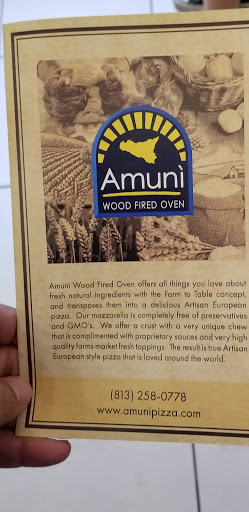 Amunì
WOOD FIRED OVEN
Amuni Wood Fired Oven offers all things you love about
fresh natural ingredients with the Farm to Table concept,
and transposes them into a delicious Artisan European
pizza. Our mozzarella is completely free of preservatives
and GMO's. We offer a crust with a very unique chew
that is complimented with proprietary sauces and very high
quality farms market fresh toppings. The result is true Artisan
European style pizza that is loved around the world.
(813) 258-0778
www.amunipizza.com